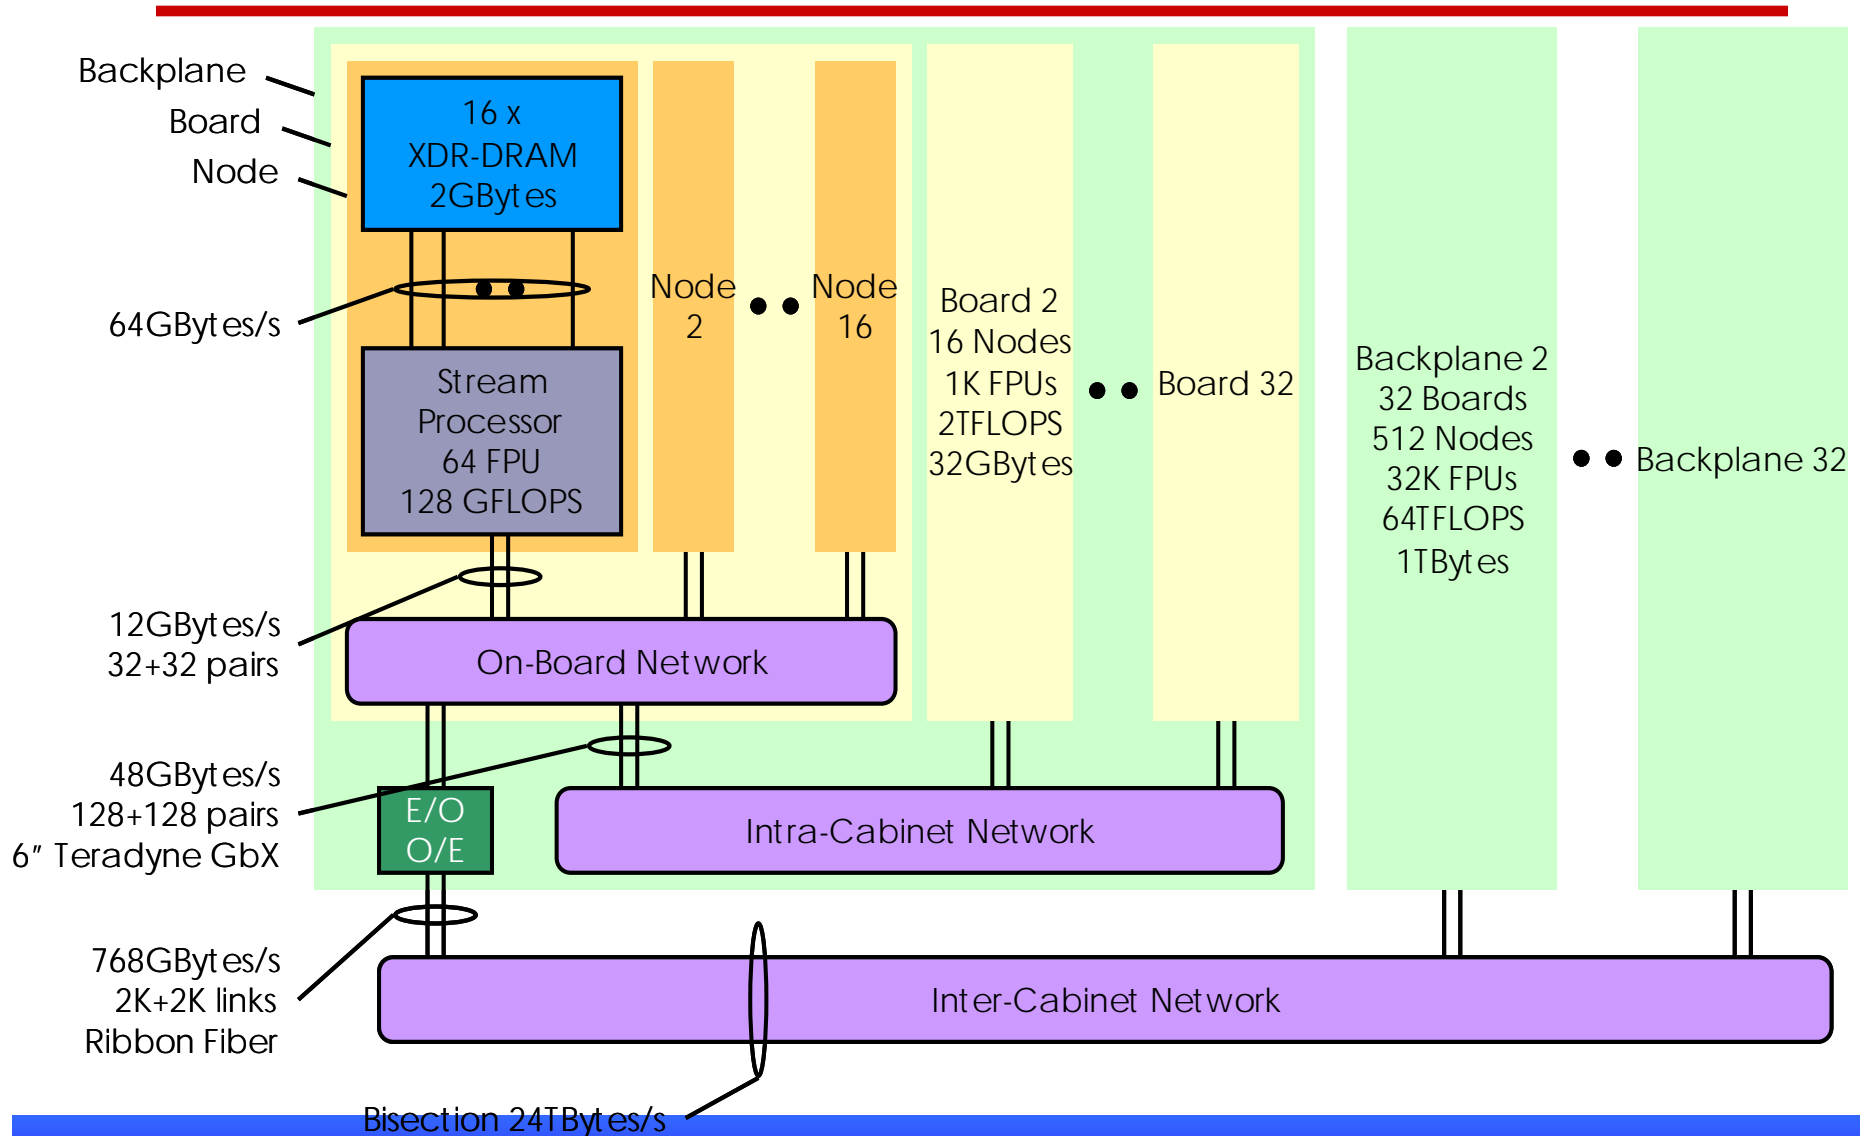 Backplane
Board
Node
16 x
XDR-DRAM
2GBytes
64GBytes/s
Stream
Processor
64 FPU
128 GFLOPS
Node
2
Node
16
Board 2
16 Nodes
1K FPUs
2TFLOPS
32GBytes
Board 32
Backplane 2
32 Boards
512 Nodes
32K FPUs
64TFLOPS
1TBytes
Backplane 32
12GBytes/s
32+32 pairs
On-Board Network
48GBytes/s
128+128 pairs
6" Teradyne GbX
E/O
O/E
Intra-Cabinet Network
768GBytes/s
2K+2K links
Ribbon Fiber
Inter-Cabinet Network
Bisection 24TBytes/s